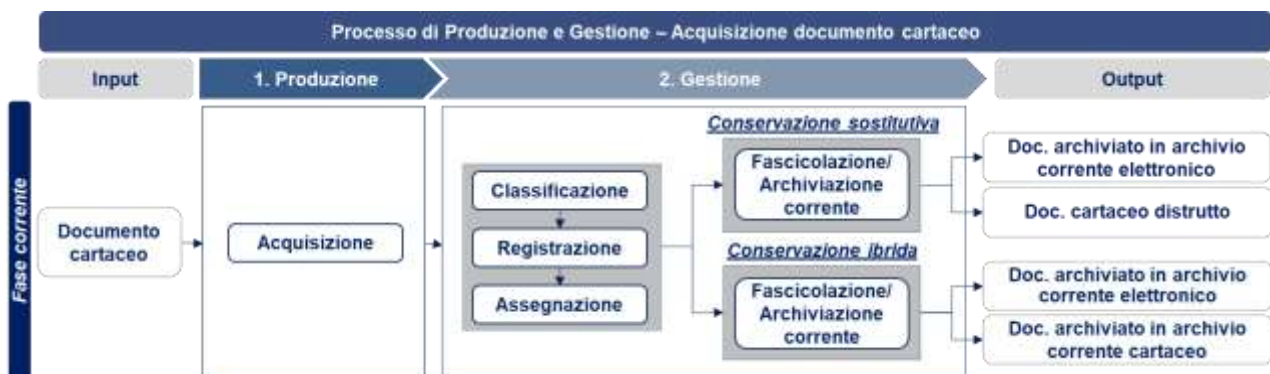 Processo di Produzione e Gestione – Acquisizione documento cartaceo
Input
1. Produzione
2. Gestione
Output
Fase corrente
Documento
cartaceo
Acquisizione
Classificazione
Registrazione
Assegnazione
Conservazione sostitutiva
Fascicolazione/
Archiviazione
corrente
Conservazione ibrida
Fascicolazione/
Archiviazione
corrente
Doc. archiviato in archivio
corrente elettronico
Doc. cartaceo distrutto
Doc. archiviato in archivio
corrente elettronico
Doc. archiviato in archivio
corrente cartaceo